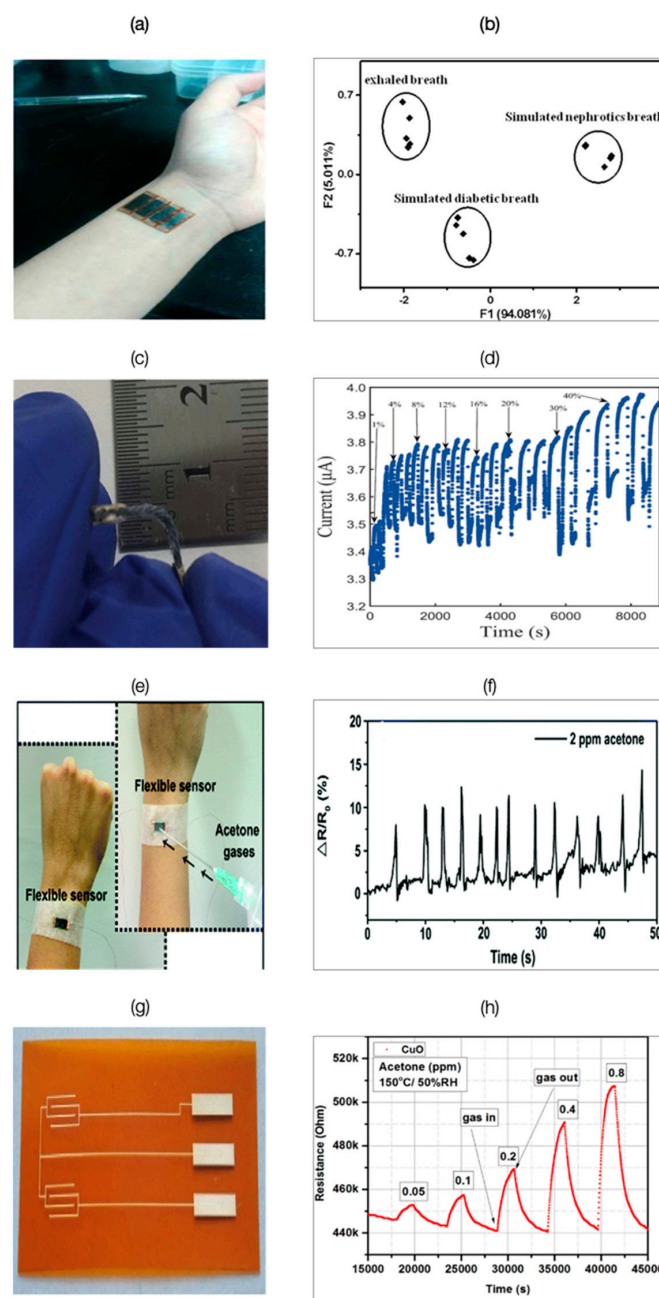 (a)
(b)
exhaled breath
Simulated nephrotics breath
Simulated diabetic breath
F2 (5.011%)
0.7
0.0
-0.7
-2
0
2
F1 (94.081%)
(c)
(d)
2
1
mm
4.0
3.9
3.8
3.7
3.6
3.5
3.4
3.3
3.2
Current (µA)
1%
4%
8%
12%
16%
20%
30%
40%
0
2000
4000
6000
8000
Time (s)
(e)
(f)
Flexible sensor
Acetone
gases
Flexible sensor
20
15
10
5
0
△R/R₀ (%)
2 ppm acetone
0
10
20
30
40
50
Time (s)
(g)
(h)
CuO
Acetone (ppm)
150°C/ 50%RH
gas in
gas out
0.05
0.1
0.2
0.4
0.8
520k
500k
480k
460k
440k
Resistance (Ohm)
15000
20000
25000
30000
35000
40000
45000
Time (s)